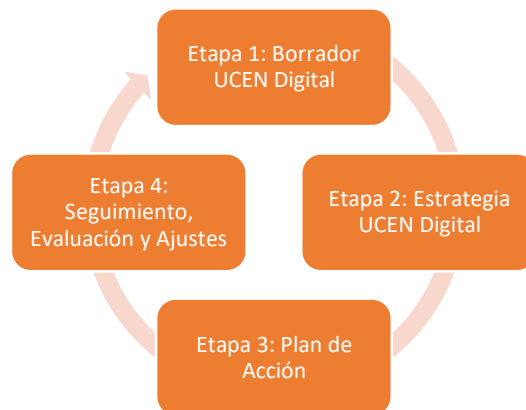 Etapa 1: Borrador
UCEN Digital
Etapa 2: Estrategia
UCEN Digital
Etapa 3: Plan de
Acción
Etapa 4:
Seguimiento,
Evaluación y Ajustes